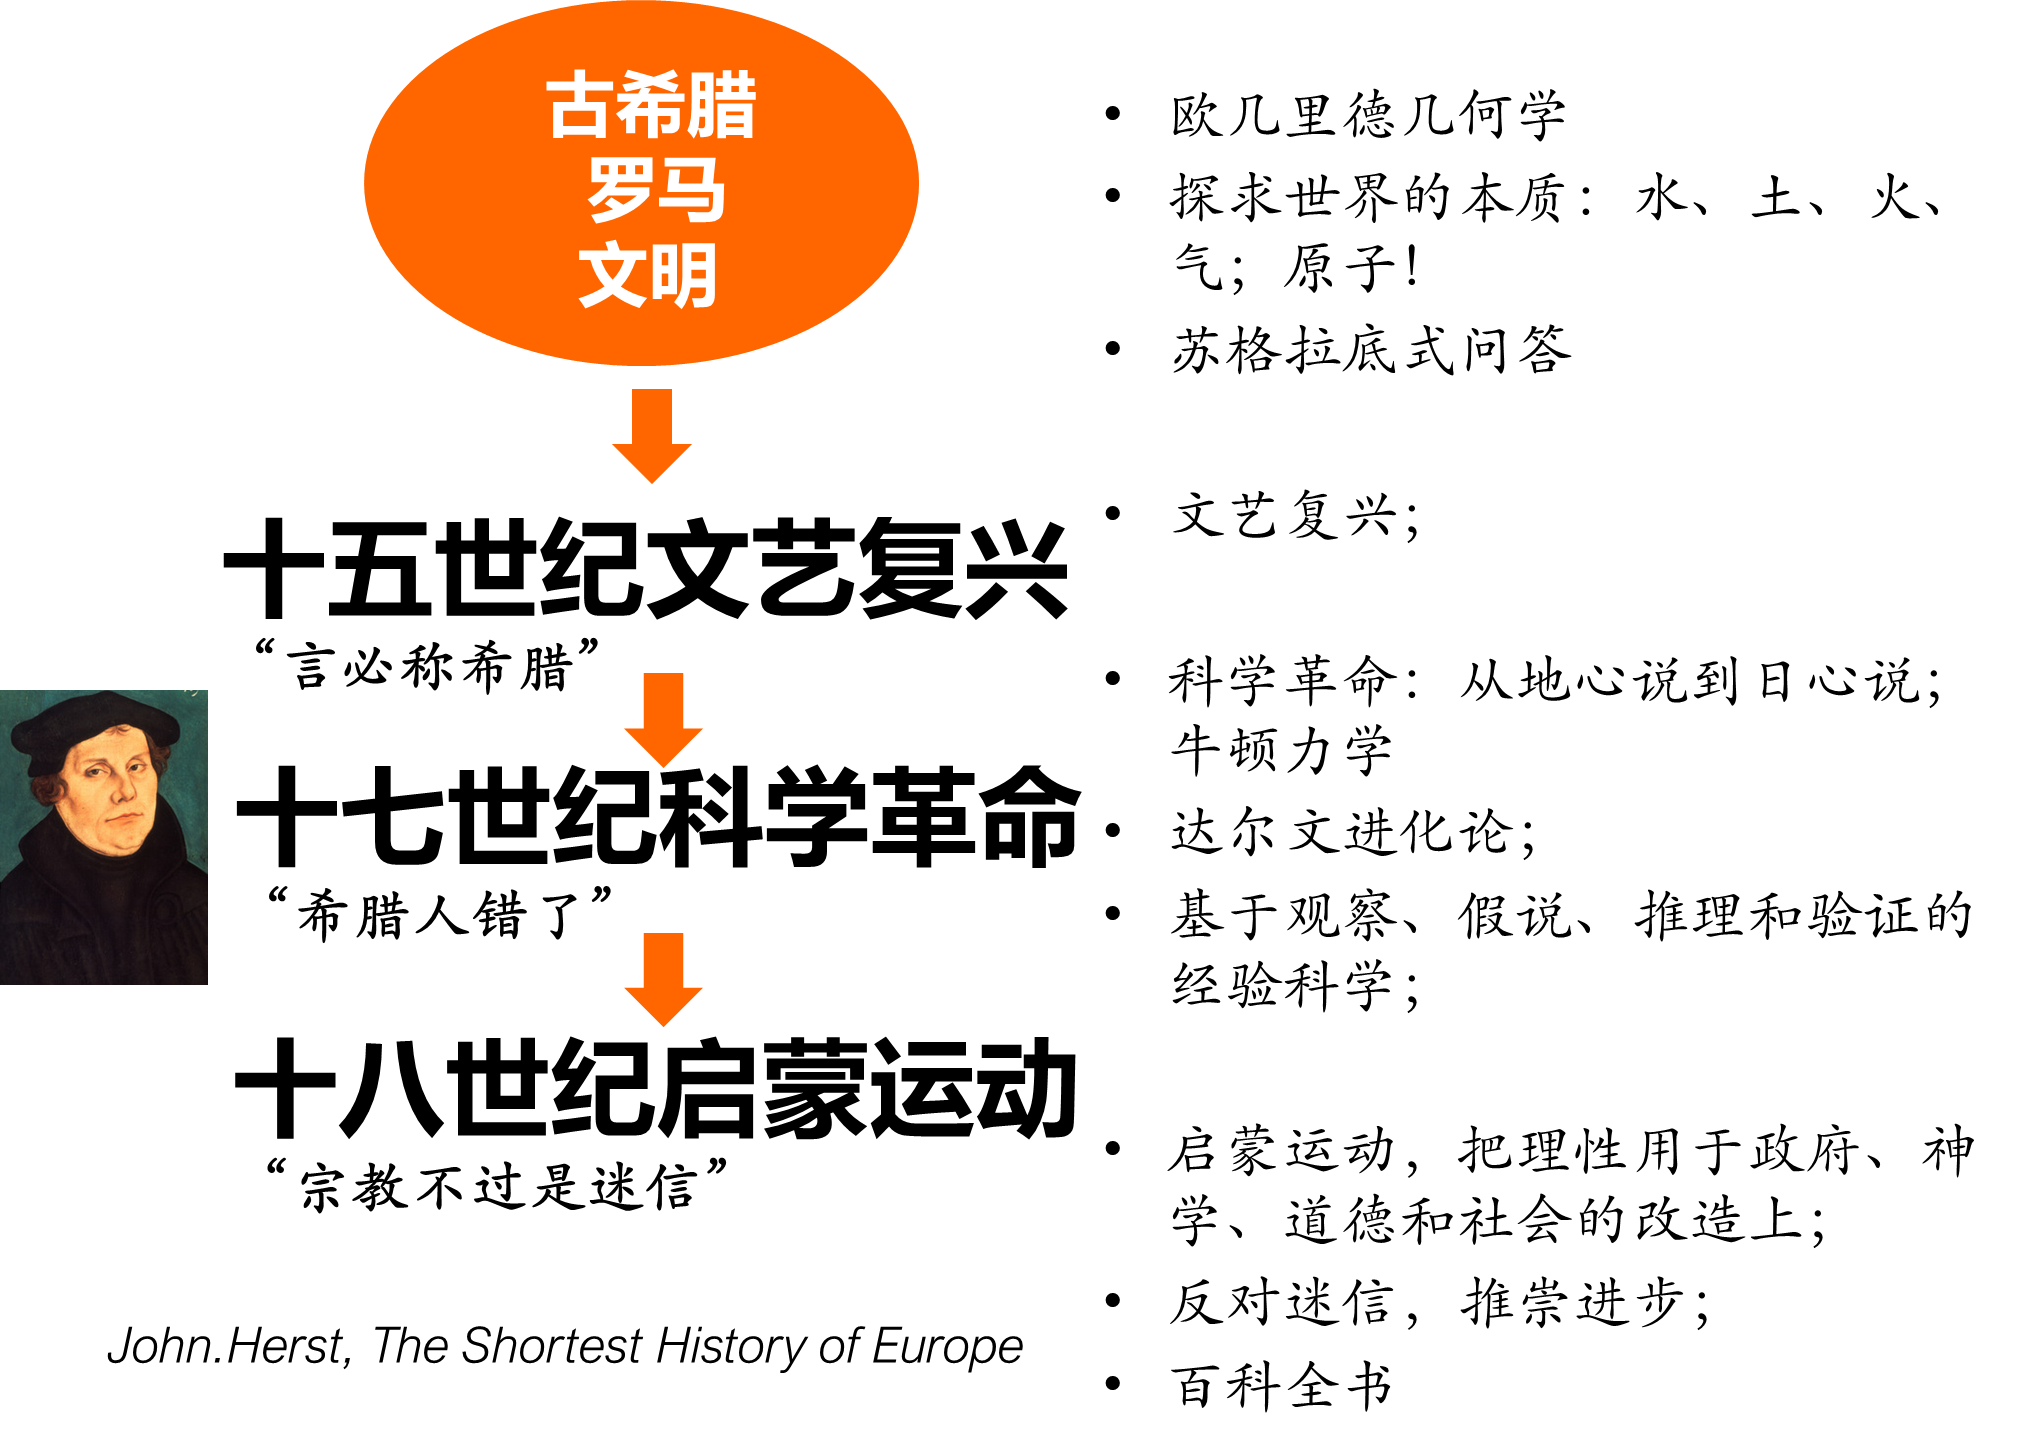 古希腊
罗马
文明
十五世纪文艺复兴
“言必称希腊”
十七世纪科学革命
“希腊人错了”
十八世纪启蒙运动
“宗教不过是迷信”
John.Herst, The Shortest History of Europe
• 欧几里德几何学
• 探求世界的本质：水、土、火、
气；原子！
• 苏格拉底式问答
• 文艺复兴；
• 科学革命：从地心说到日心说；
牛顿力学
• 达尔文进化论；
• 基于观察、假说、推理和验证的
经验科学；
• 启蒙运动，把理性用于政府、神
学、道德和社会的改造上；
• 反对迷信，推崇进步；
• 百科全书